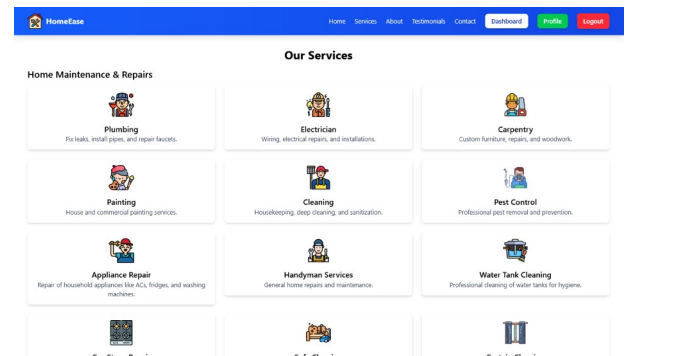 HomeEase
Home Services About Testimonials Contact Dashboard Profile Logout
Our Services
Home Maintenance & Repairs
Plumbing
Fix leaks, install pipes, and repair faucets.
Electrician
Wiring, electrical repairs, and installations.
Carpentry
Custom furniture, repairs, and woodwork.
Painting
House and commercial painting services.
Cleaning
Housekeeping, deep cleaning, and sanitization.
Pest Control
Professional pest removal and prevention.
Appliance Repair
Repair of household appliances like ACs, fridges, and washing
machines.
Handyman Services
General home repairs and maintenance.
Water Tank Cleaning
Professional cleaning of water tanks for hygiene.